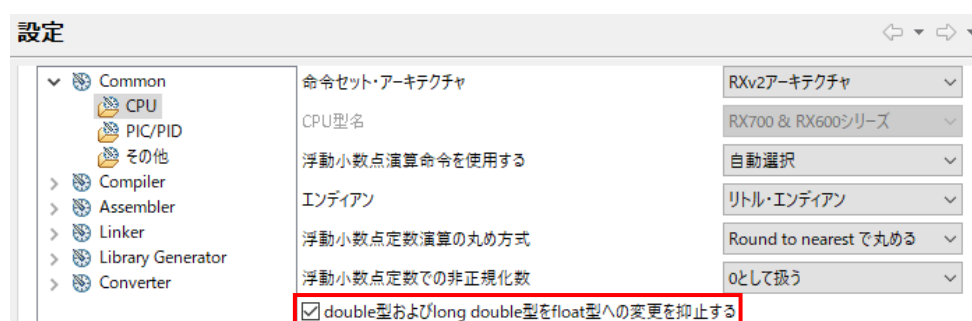 設定
Common
CPU
PIC/PID
その他
Compiler
Assembler
Linker
Library Generator
Converter
命令セット・アーキテクチャ RXv2アーキテクチャ
CPU型名 RX700 & RX600シリーズ
浮動小数点演算命令を使用する 自動選択
エンディアン リトル・エンディアン
浮動小数点定数演算の丸め方式 Round to nearest で丸める
浮動小数点定数での非正規化数 0として扱う
double型およびlong double型をfloat型への変更を抑止する